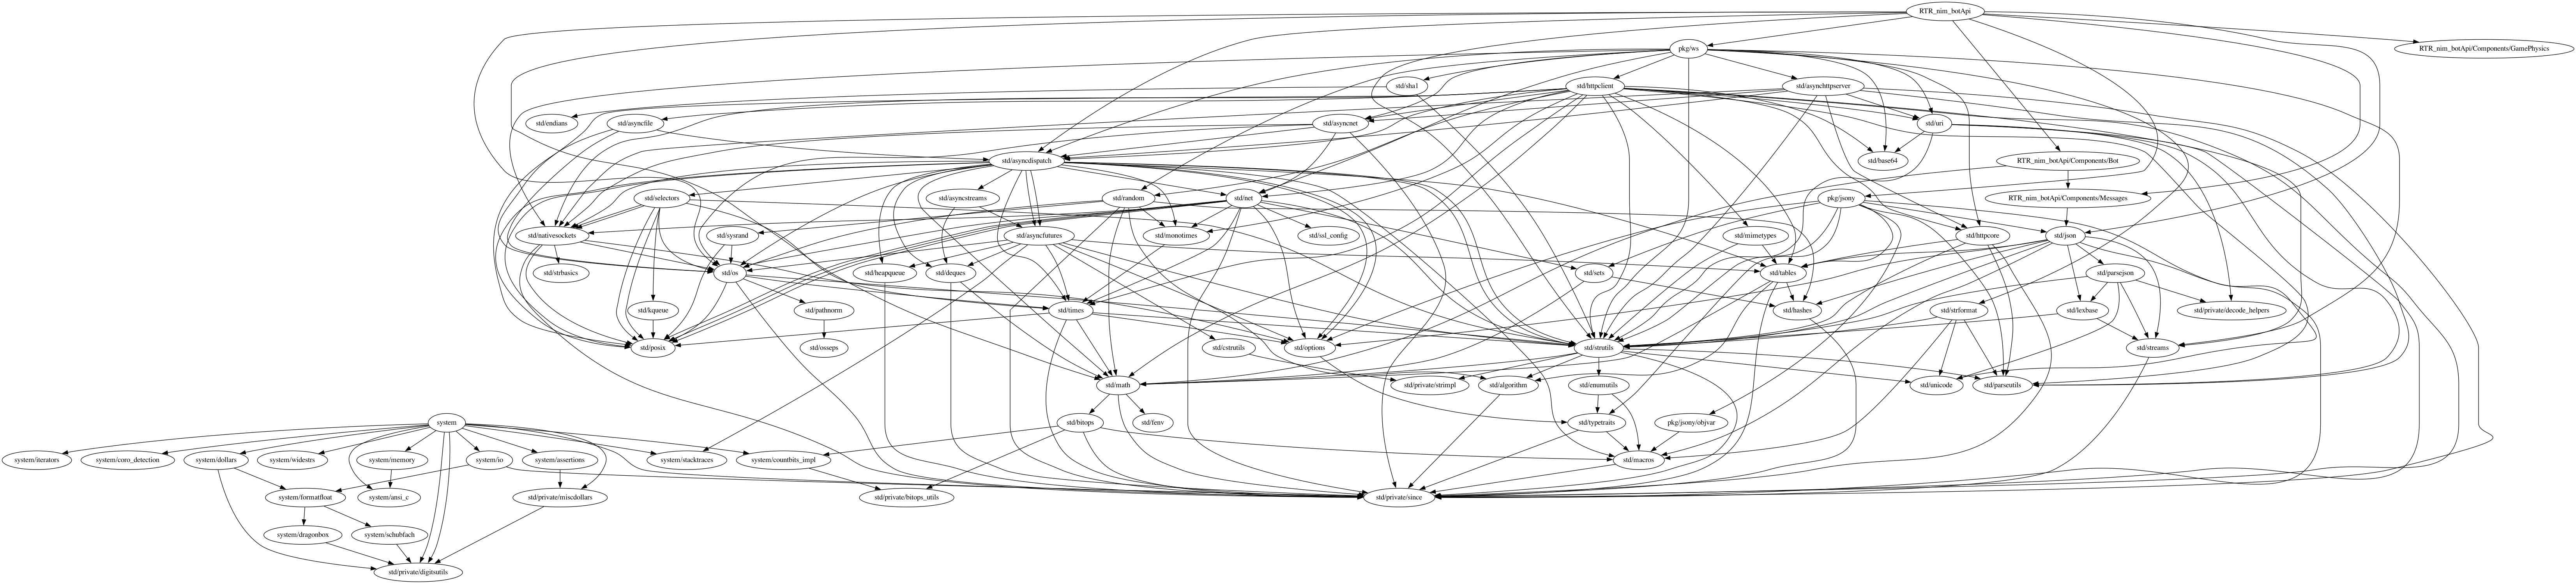 RTR_nim_botApi
pkg/ws
RTR_nim_botApi/Components/GamePhysics
std/sha1
std/httpclient
std/asynchttpserver
std/endians
std/asyncfile
std/asyncnet
std/uri
std/asyncdispatch
std/base64
RTR_nim_botApi/Components/Bot
std/selectors
std/asyncstreams
std/random
std/net
pkg/jsony
RTR_nim_botApi/Components/Messages
std/nativesockets
std/sysrand
std/asyncfutures
std/monotimes
std/ssl_config
std/mimetypes
std/httpcore
std/json
std/strbasics
std/os
std/heapqueue
std/deques
std/sets
std/tables
std/parsejson
std/kqueue
std/pathnorm
std/times
std/hashes
std/strformat
std/lexbase
std/private/decode_helpers
std/posix
std/osseps
std/cstrutils
std/options
std/strutils
std/streams
std/math
std/private/strimpl
std/algorithm
std/enumutils
std/unicode
std/parseutils
system
std/bitops
std/fenv
std/typetraits
pkg/jsony/objvar
system/iterators
system/coro_detection
system/dollars
system/widestrs
system/memory
system/io
system/assertions
system/stacktraces
system/countbits_impl
std/macros
system/formatfloat
system/ansi_c
std/private/miscdollars
std/private/bitops_utils
std/private/since
system/dragonbox
system/schubfach
std/private/digitsutils